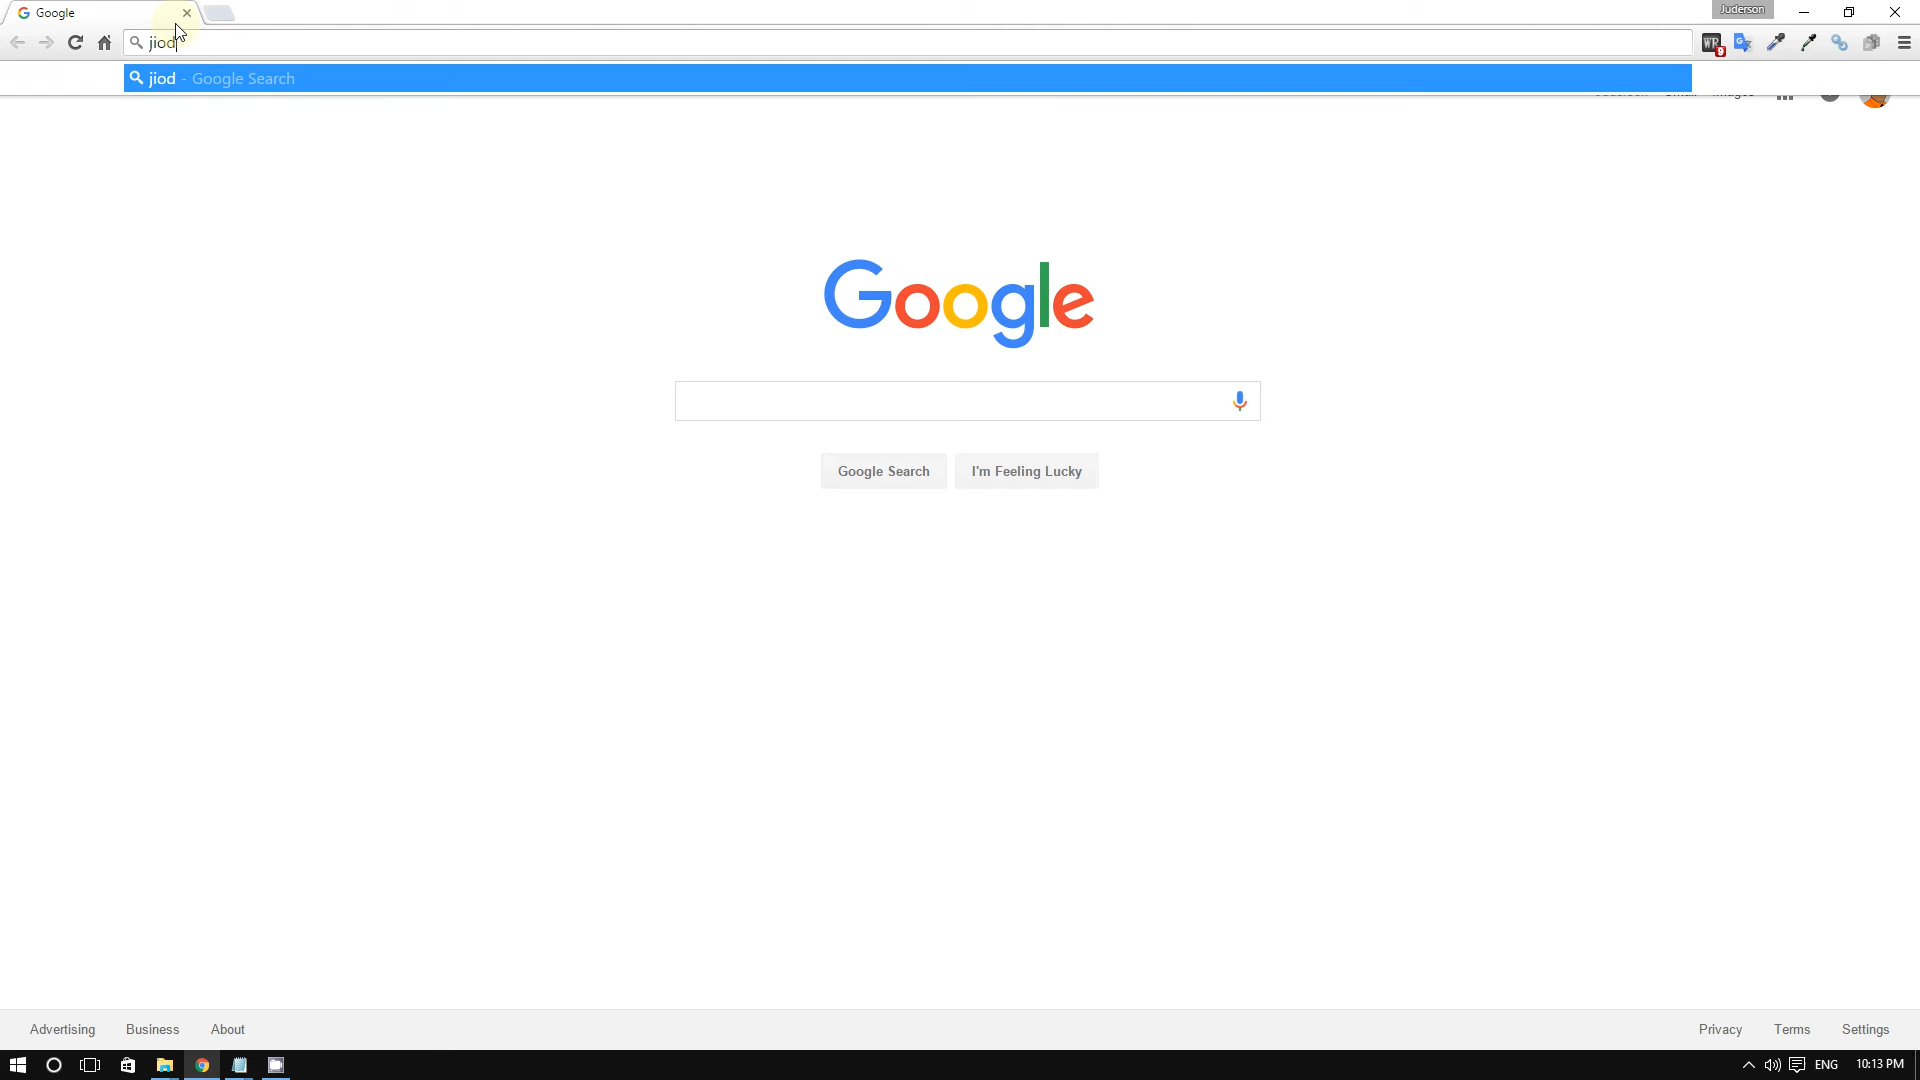 Google
Juderson
jiod
jiod - Google Search
Google
Google Search
I'm Feeling Lucky
Advertising
Business
About
Privacy
Terms
Settings
ENG
10:13 PM